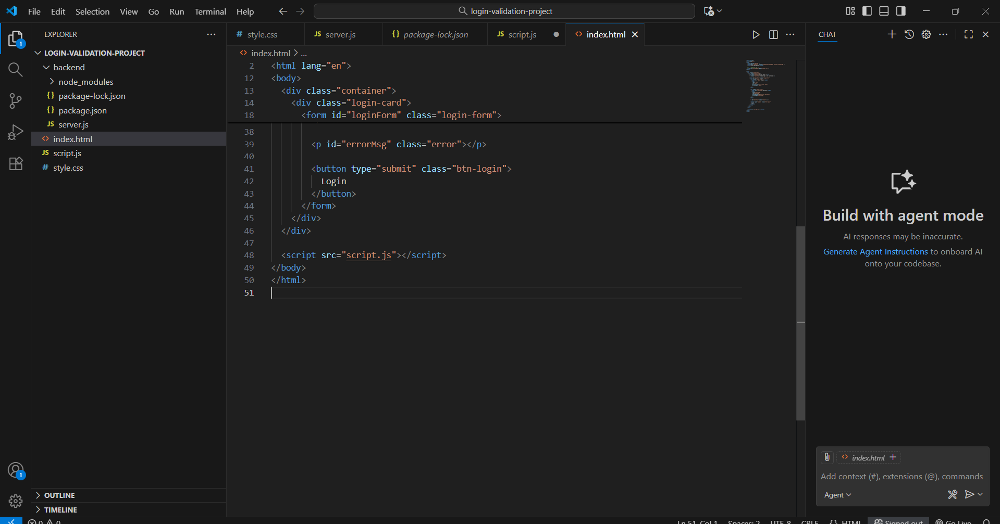 File Edit Selection View Go Run Terminal Help
login-validation-project
EXPLORER
LOGIN-VALIDATION-PROJECT
backend
node_modules
{} package-lock.json
{} package.json
JS server.js
<> index.html
JS script.js
# style.css
OUTLINE
TIMELINE
1
1
# style.css
JS server.js
{} package-lock.json
JS script.js
<> index.html
<> index.html > ...
2 <html lang="en">
12 <body>
13 <div class="container">
14 <div class="login-card">
18 <form id="loginForm" class="login-form">
38
39 <p id="errorMsg" class="error"></p>
40
41 <button type="submit" class="btn-login">
42 Login
43 </button>
44 </form>
45 </div>
46 </div>
47
48 <script src="script.js"></script>
49 </body>
50 </html>
51
CHAT
Build with agent mode
AI responses may be inaccurate.
Generate Agent Instructions to onboard AI
onto your codebase.
<> index.html +
Add context (#), extensions (@), commands
Agent
0 0
Ln 51, Col 1 Spaces: 2 UTF-8 CRLF {} HTML Signed out Go Live